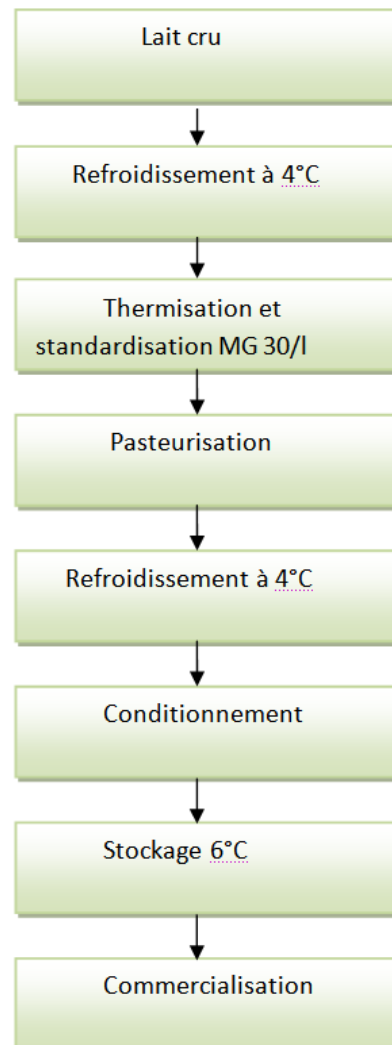 Lait cru
Refroidissement à 4°C
Thermisation et
standardisation MG 30/l
Pasteurisation
Refroidissement à 4°C
Conditionnement
Stockage 6°C
Commercialisation